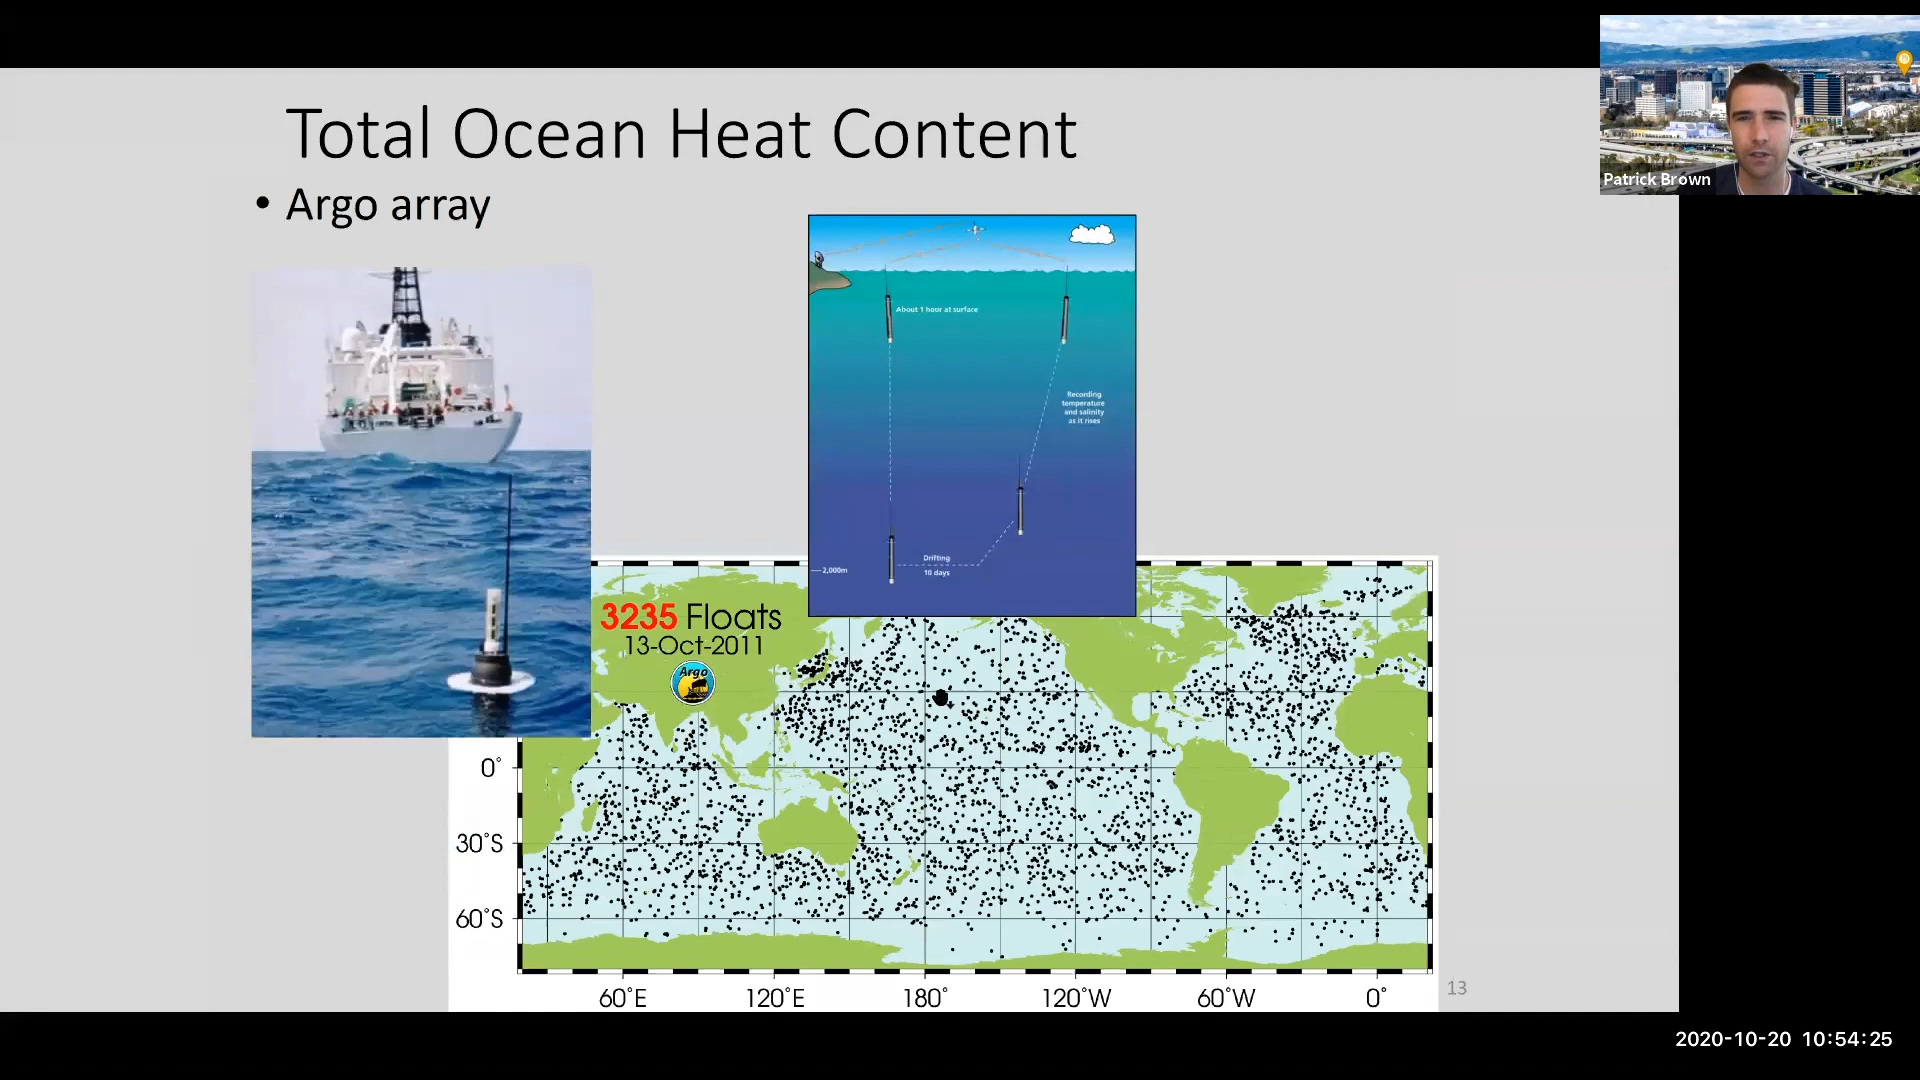 Total Ocean Heat Content
• Argo array
Patrick Brown
About 1 hour at surface
Recording
temperature
and salinity
as it rises
Drifting
10 days
2,000m
3235 Floats
13-Oct-2011
Argo
0°
30°S
60°S
60°E 120°E 180° 120°W 60°W 0°
13
2020-10-20 10:54:25